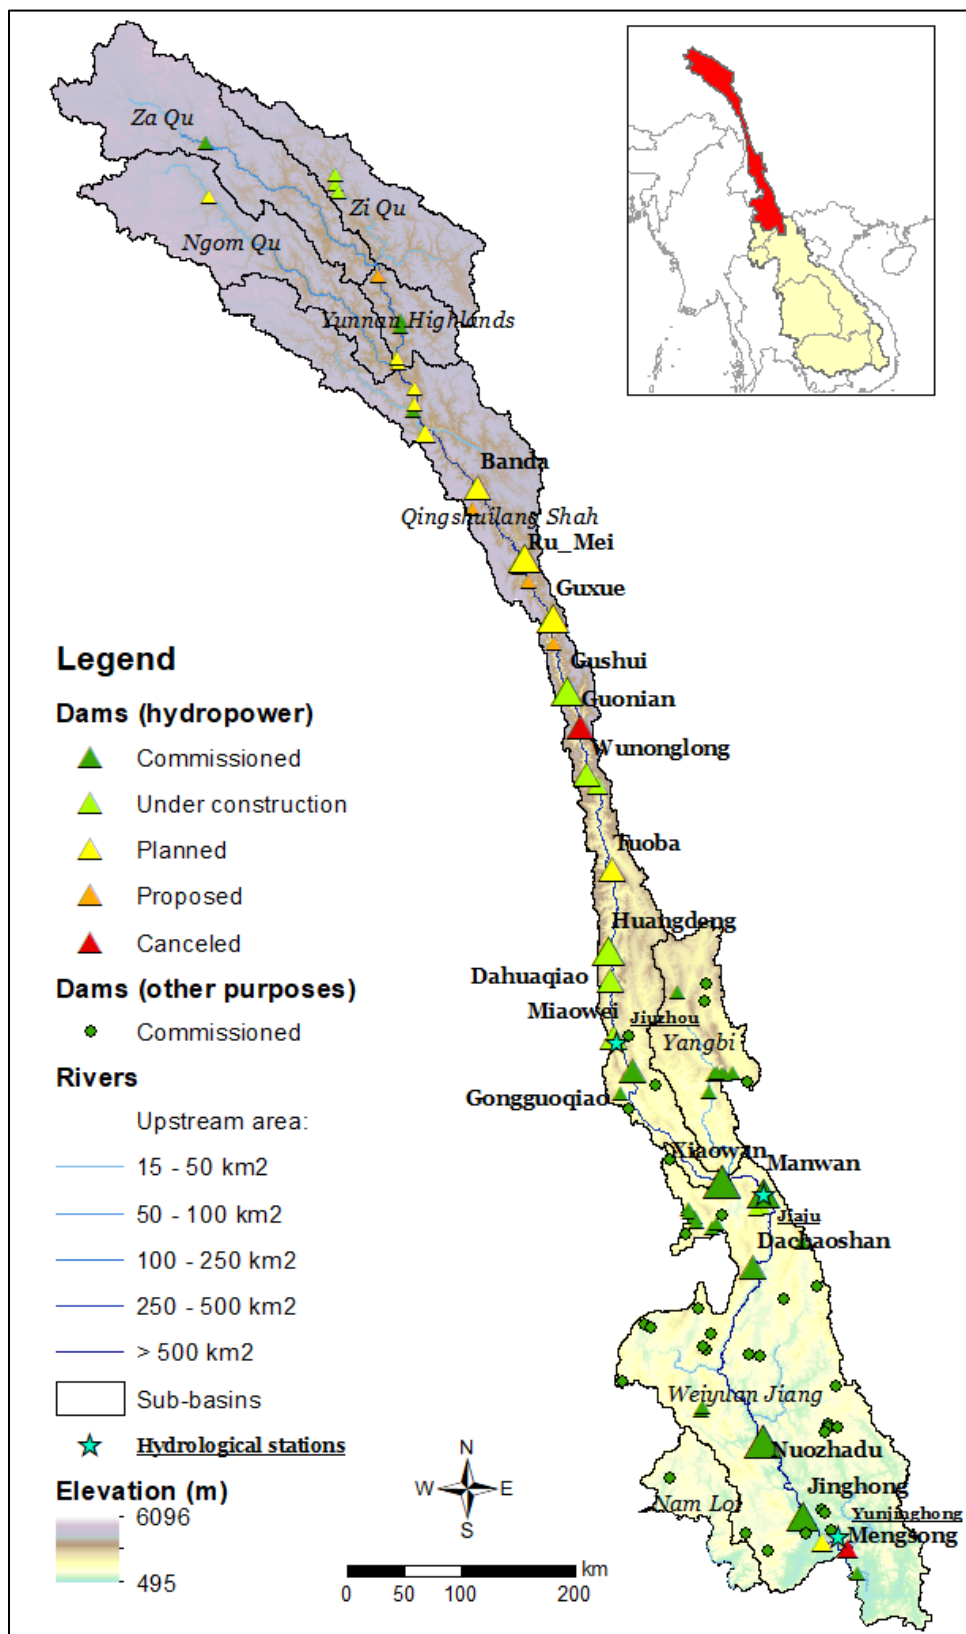 Za Qu
Zi Qu
Ngom Qu
Yunnan Highlands
Banda
Qingshuilang Shah
Ru_Mei
Guxue
Gushui
Guonian
Wunonglong
Tuoba
Huangdeng
Dahuaqiao
Miaowei
Jiuzhou
Yangbi
Gongguoqiao
Xiaowan
Manwan
Jiaju
Dachaoshan
Weiyuan Jiang
Nuozhadu
Jinghong
Nam Loi
Yunjinghong
Mengsong
Legend
Dams (hydropower)
Commissioned
Under construction
Planned
Proposed
Canceled
Dams (other purposes)
Commissioned
Rivers
Upstream area:
15 - 50 km2
50 - 100 km2
100 - 250 km2
250 - 500 km2
> 500 km2
Sub-basins
Hydrological stations
Elevation (m)
6096
495
N
W E
S
km
0 50 100 200